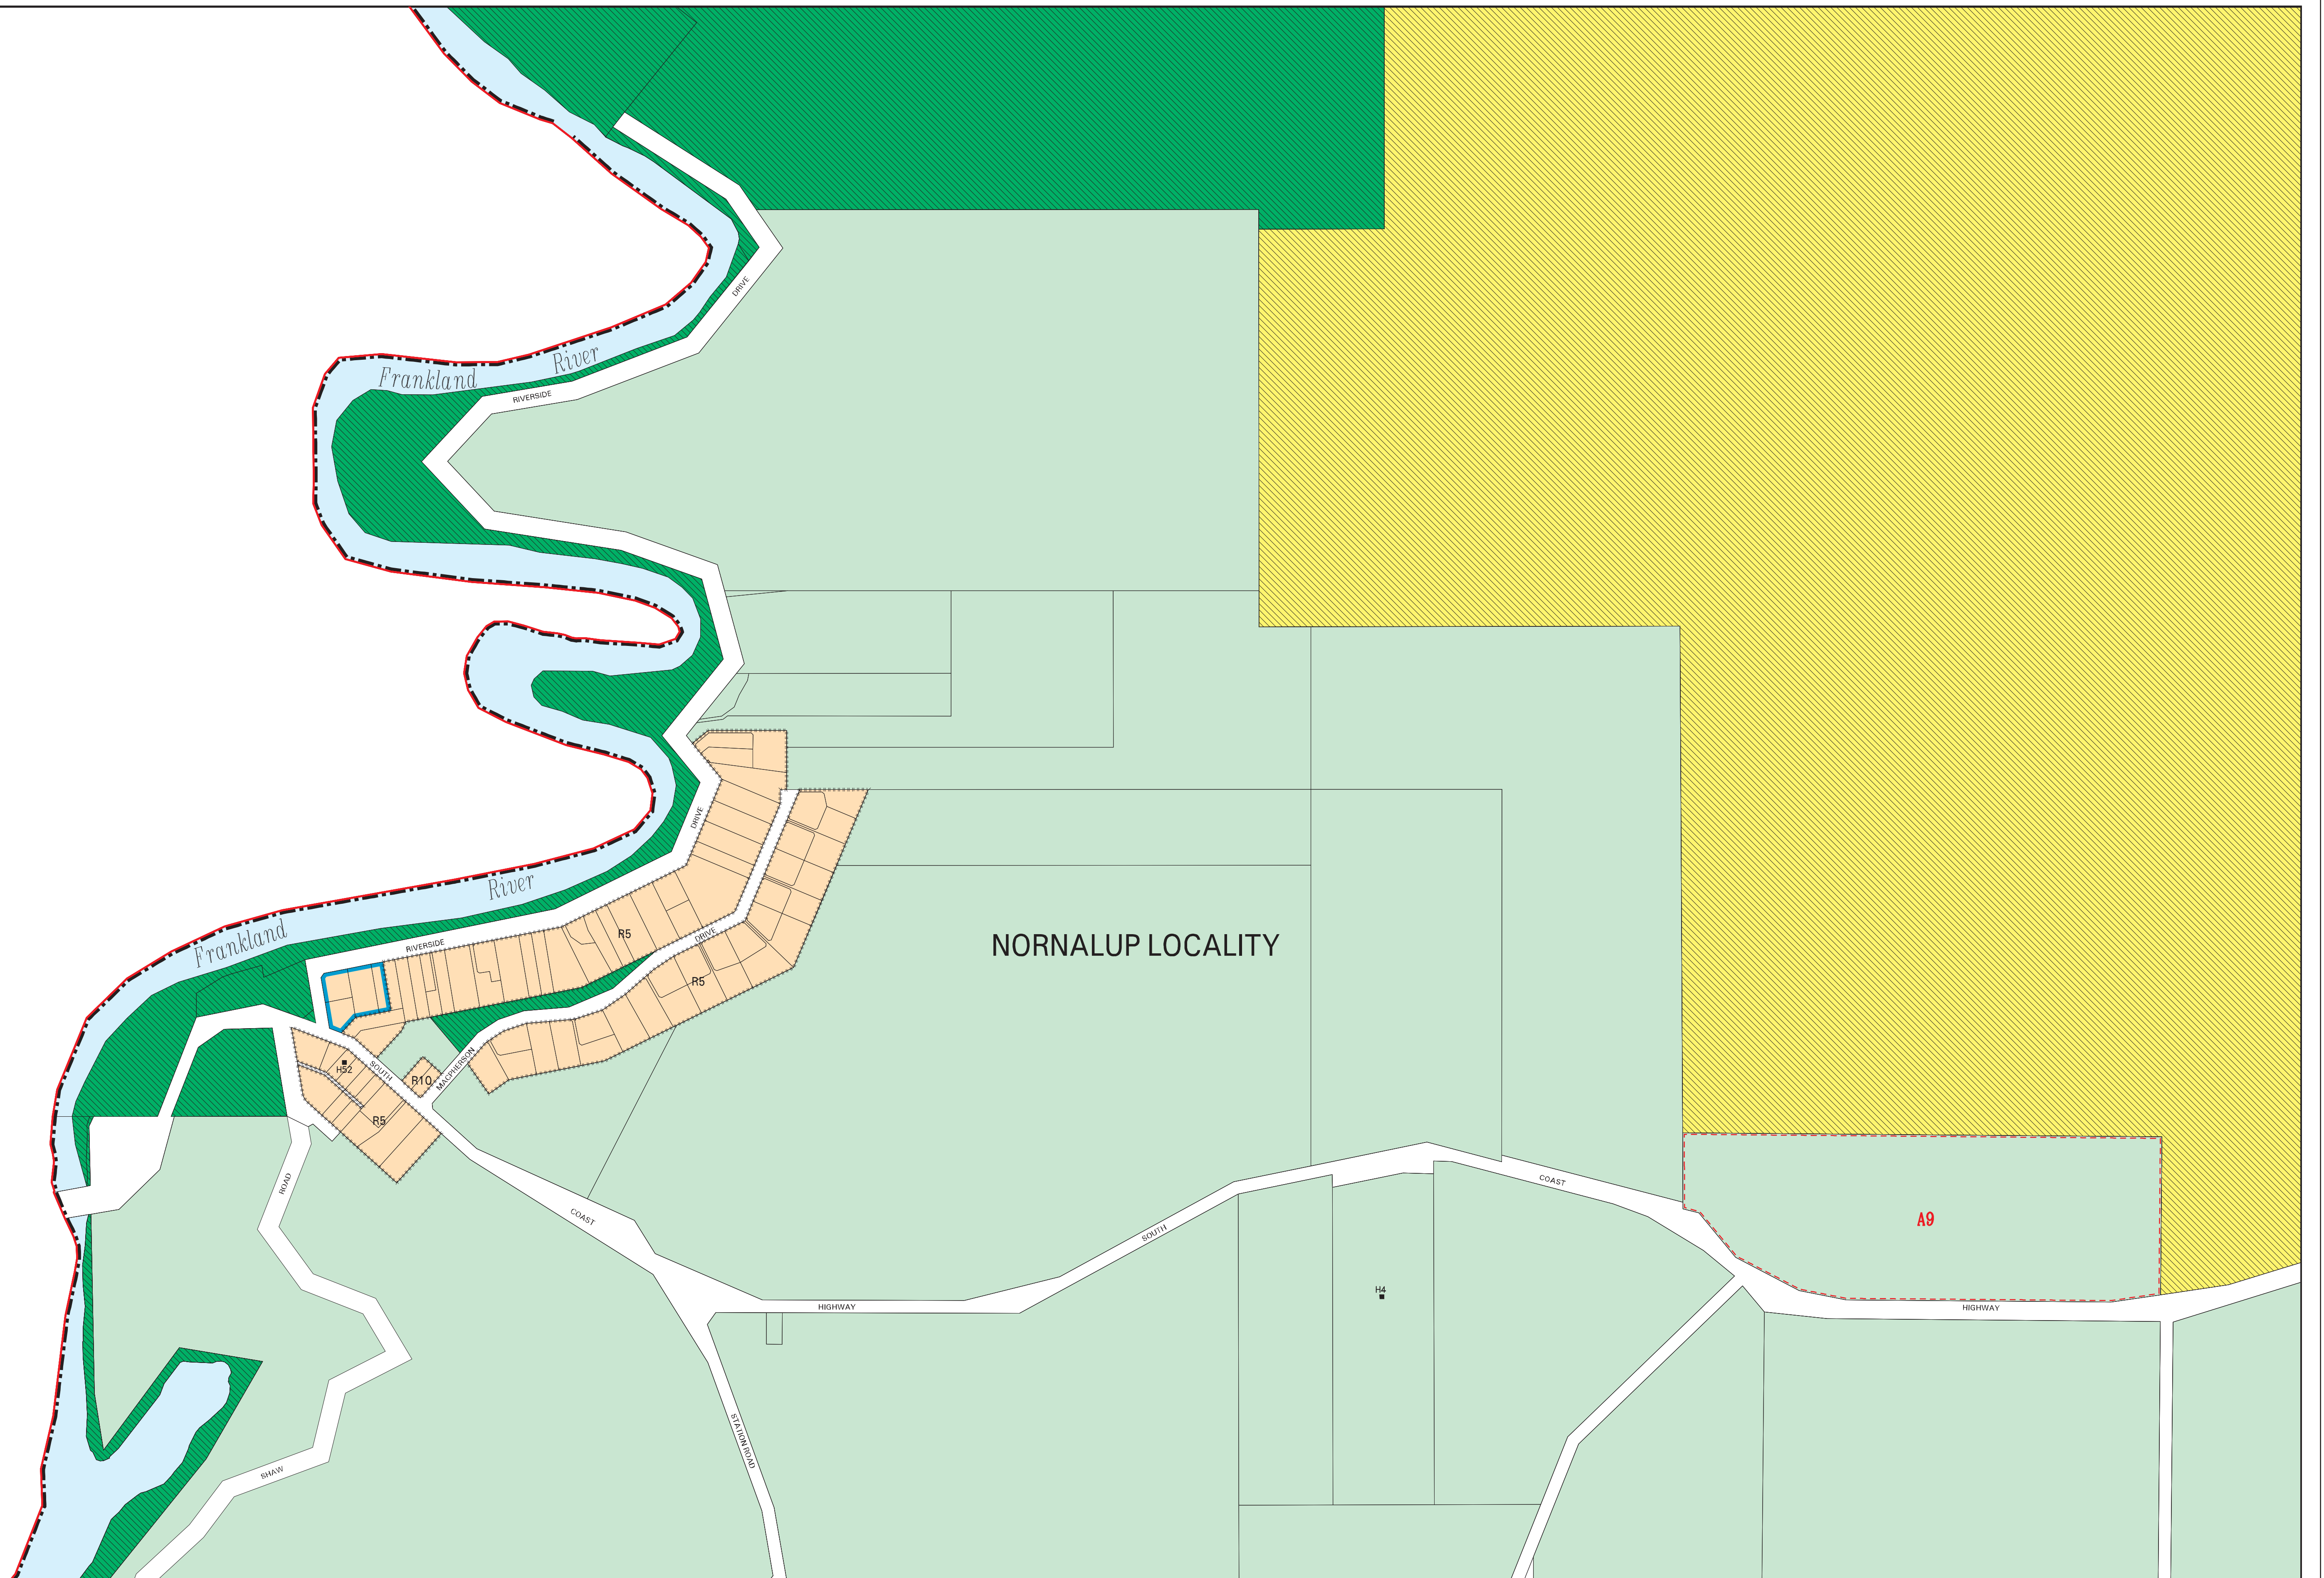 DRIVE
River
Frankland
RIVERSIDE
DRIVE
River
R5
Frankland
DRIVE
RIVERSIDE
NORNALUP LOCALITY
R5
H52
SOUTH
MACPHERSON
R10
R5
ROAD
COAST
COAST
A9
SOUTH
H4
HIGHWAY
HIGHWAY
STATION ROAD
SHAW